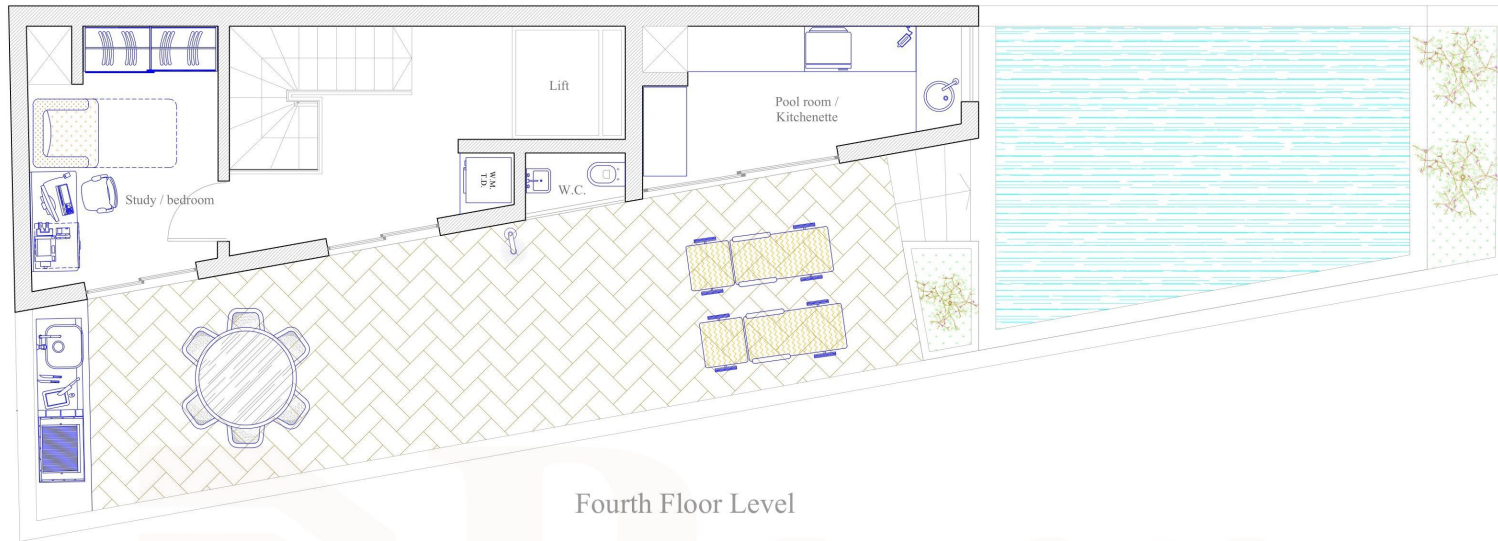 Lift
Pool room /
Kitchenette
Study / bedroom
W.M.
T.D.
W.C.
Fourth Floor Level